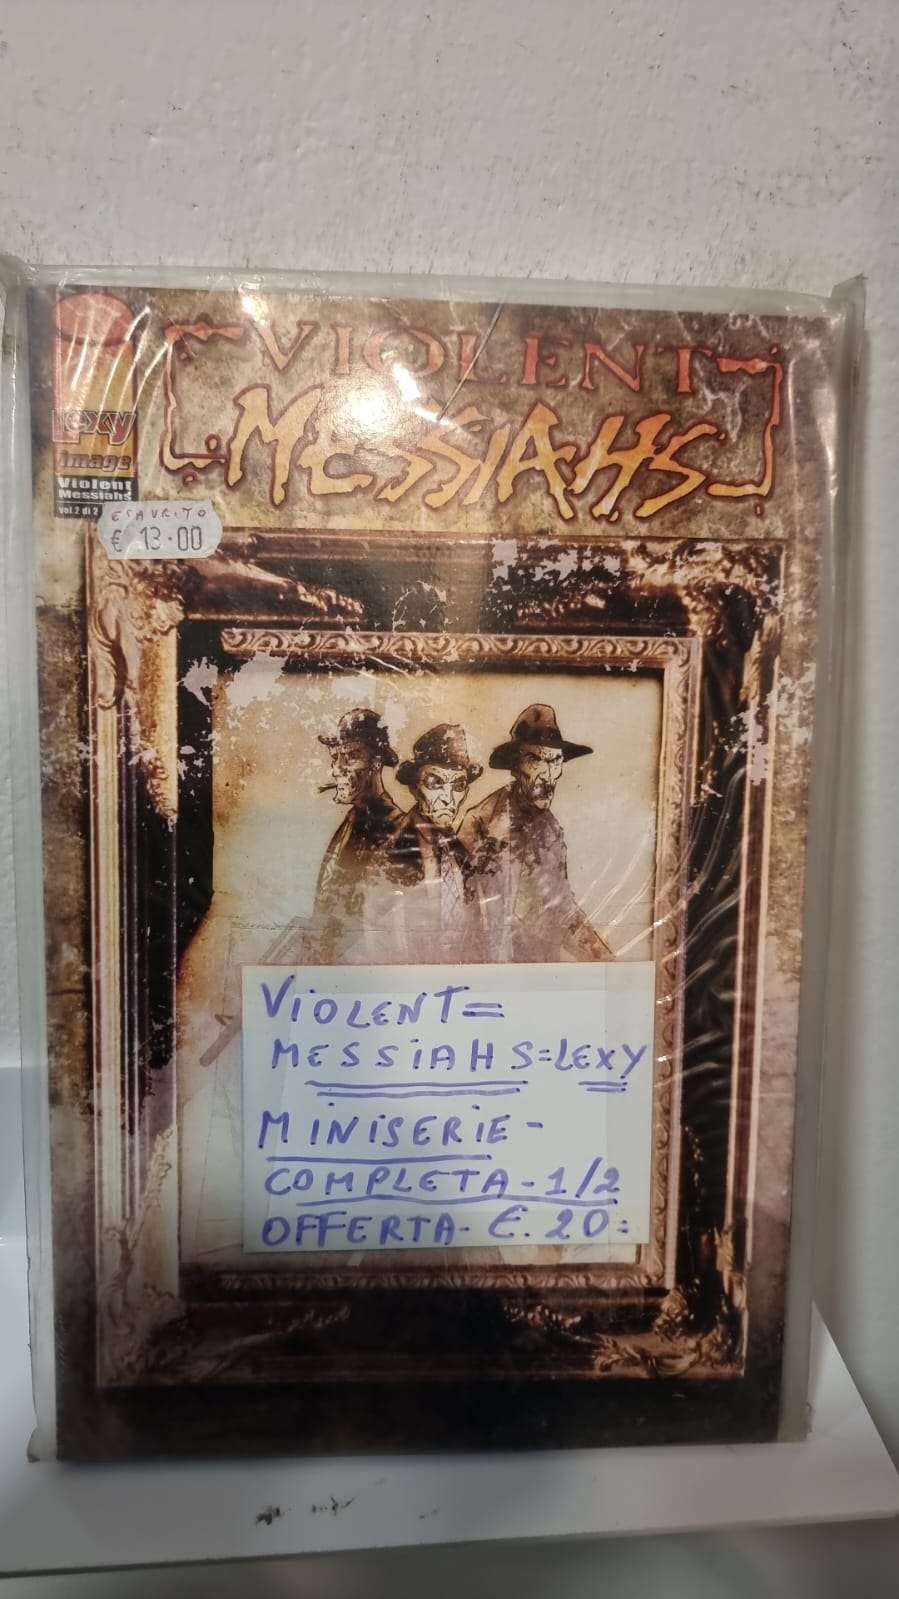 VIOLENT
MESSIAHS
lexy
image
Violent
Messiahs
vol.2 di 2
ESAURITO
€ 13.00
VIOLENT=
MESSIAHS=LEXY
MINISERIE-
COMPLETA-1/2
OFFERTA-€.20=